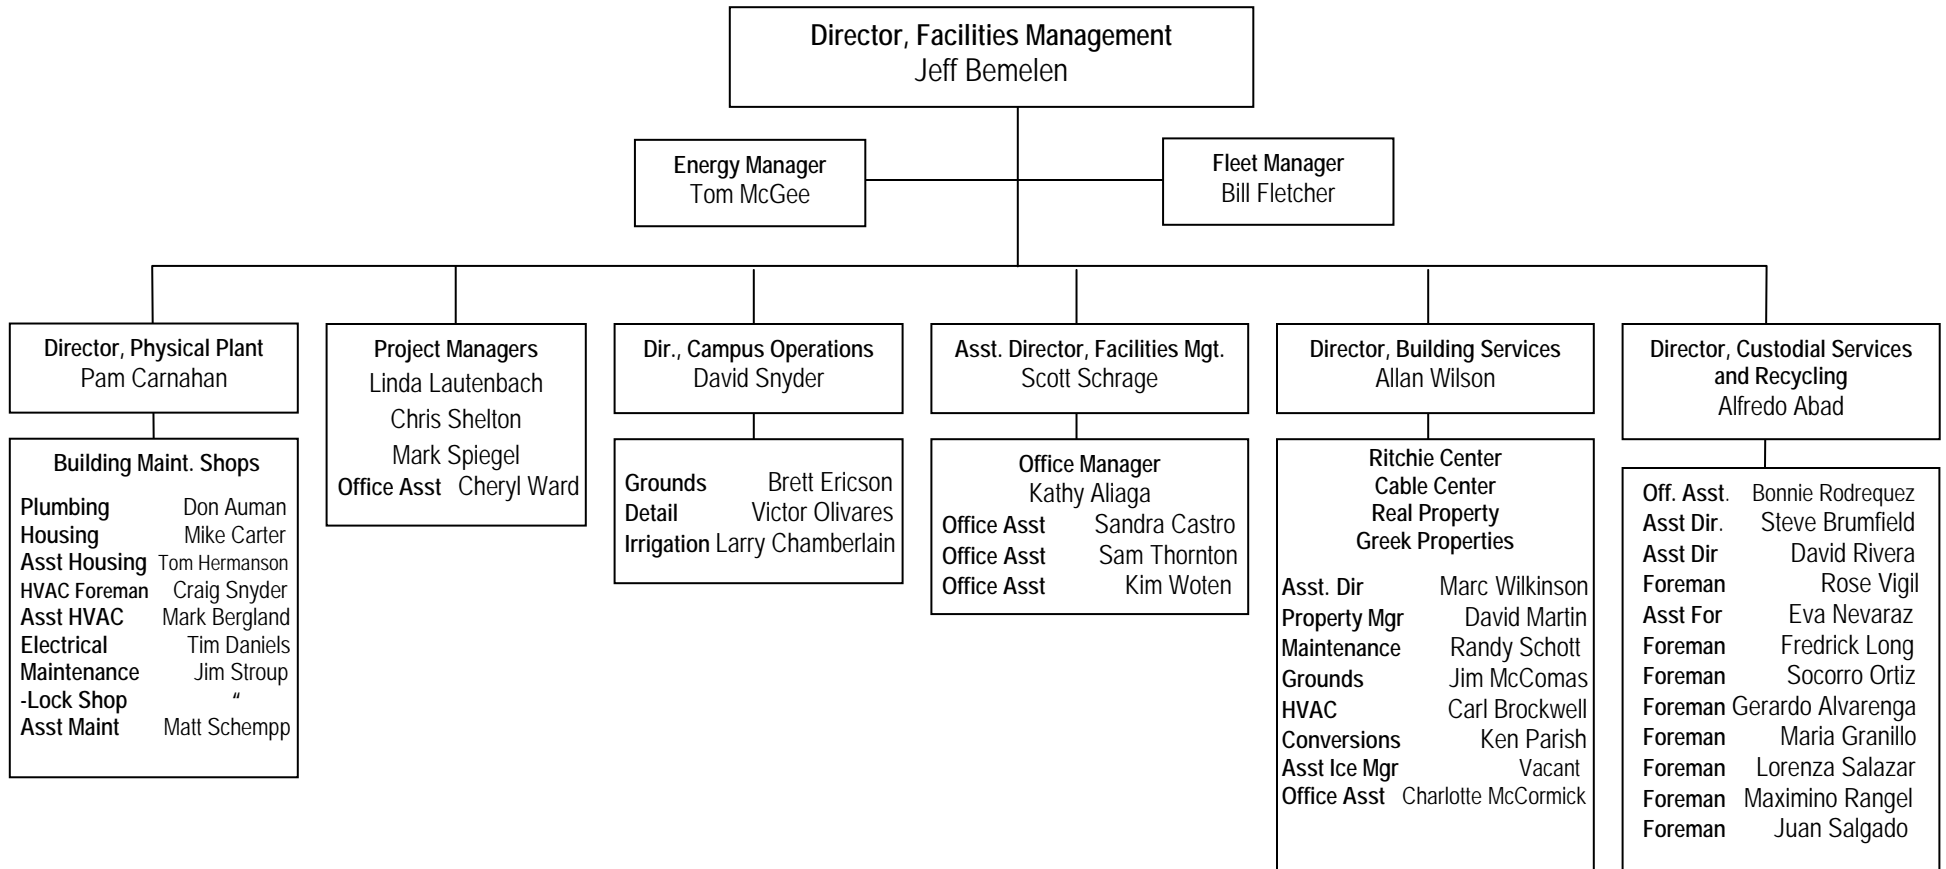 Director, Facilities Management
Jeff Bemelen
Energy Manager
Tom McGee
Fleet Manager
Bill Fletcher
Director, Physical Plant
Pam Carnahan
Building Maint. Shops
Plumbing Don Auman
Housing Mike Carter
Asst Housing Tom Hermanson
HVAC Foreman Craig Snyder
Asst HVAC Mark Bergland
Electrical Tim Daniels
Maintenance Jim Stroup
-Lock Shop "
Asst Maint Matt Schempp
Project Managers
Linda Lautenbach
Chris Shelton
Mark Spiegel
Office Asst Cheryl Ward
Dir., Campus Operations
David Snyder
Grounds Brett Ericson
Detail Victor Olivares
Irrigation Larry Chamberlain
Asst. Director, Facilities Mgt.
Scott Schrage
Office Manager
Kathy Aliaga
Office Asst Sandra Castro
Office Asst Sam Thornton
Office Asst Kim Woten
Director, Building Services
Allan Wilson
Ritchie Center
Cable Center
Real Property
Greek Properties
Asst. Dir Marc Wilkinson
Property Mgr David Martin
Maintenance Randy Schott
Grounds Jim McComas
HVAC Carl Brockwell
Conversions Ken Parish
Asst Ice Mgr Vacant
Office Asst Charlotte McCormick
Director, Custodial Services
and Recycling
Alfredo Abad
Off. Asst. Bonnie Rodrequez
Asst Dir. Steve Brumfield
Asst Dir David Rivera
Foreman Rose Vigil
Asst For Eva Nevaraz
Foreman Fredrick Long
Foreman Socorro Ortiz
Foreman Gerardo Alvarenga
Foreman Maria Granillo
Foreman Lorenza Salazar
Foreman Maximino Rangel
Foreman Juan Salgado